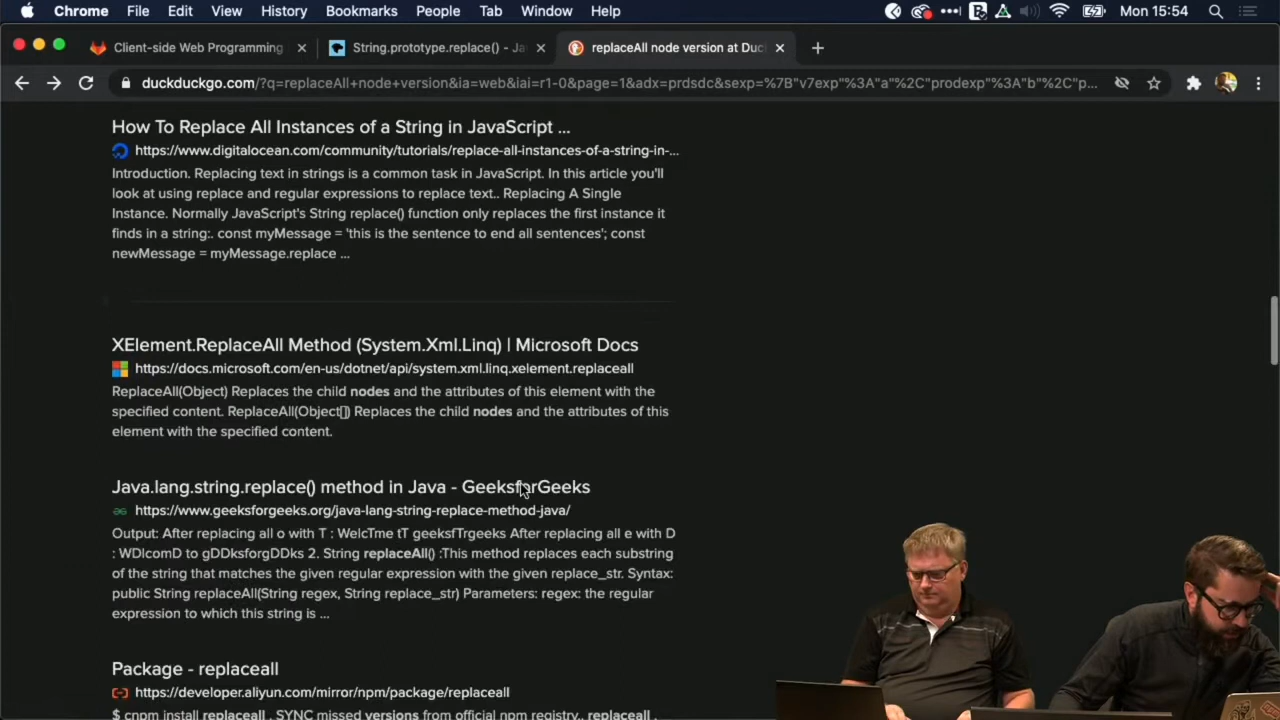 Chrome File Edit View History Bookmarks People Tab Window Help Mon 15:54
Client-side Web Programming
String.prototype.replace() - Ja
replaceAll node version at Duc
duckduckgo.com/?q=replaceAll+node+version&ia=web&iai=r1-0&page=1&adx=prdsdc&sexp=%7B"v7exp"%3A"a"%2C"prodexp"%3A"b"%2C"p...
How To Replace All Instances of a String in JavaScript ...
https://www.digitalocean.com/community/tutorials/replace-all-instances-of-a-string-in-...
Introduction. Replacing text in strings is a common task in JavaScript. In this article you'll
look at using replace and regular expressions to replace text.. Replacing A Single
Instance. Normally JavaScript's String replace() function only replaces the first instance it
finds in a string:. const myMessage = 'this is the sentence to end all sentences'; const
newMessage = myMessage.replace ...
XElement.ReplaceAll Method (System.Xml.Linq) | Microsoft Docs
https://docs.microsoft.com/en-us/dotnet/api/system.xml.linq.xelement.replaceall
ReplaceAll(Object) Replaces the child nodes and the attributes of this element with the
specified content. ReplaceAll(Object[]) Replaces the child nodes and the attributes of this
element with the specified content.
Java.lang.string.replace() method in Java - GeeksforGeeks
https://www.geeksforgeeks.org/java-lang-string-replace-method-java/
Output: After replacing all o with T : WelcTme tT geeksfTrgeeks After replacing all e with D
: WDlcomD to gDDksforgDDks 2. String replaceAll() :This method replaces each substring
of the string that matches the given regular expression with the given replace_str. Syntax:
public String replaceAll(String regex, String replace_str) Parameters: regex: the regular
expression to which this string is ...
Package - replaceall
https://developer.aliyun.com/mirror/npm/package/replaceall
$ cnpm install replaceall . SYNC missed versions from official npm registry.. replaceall .